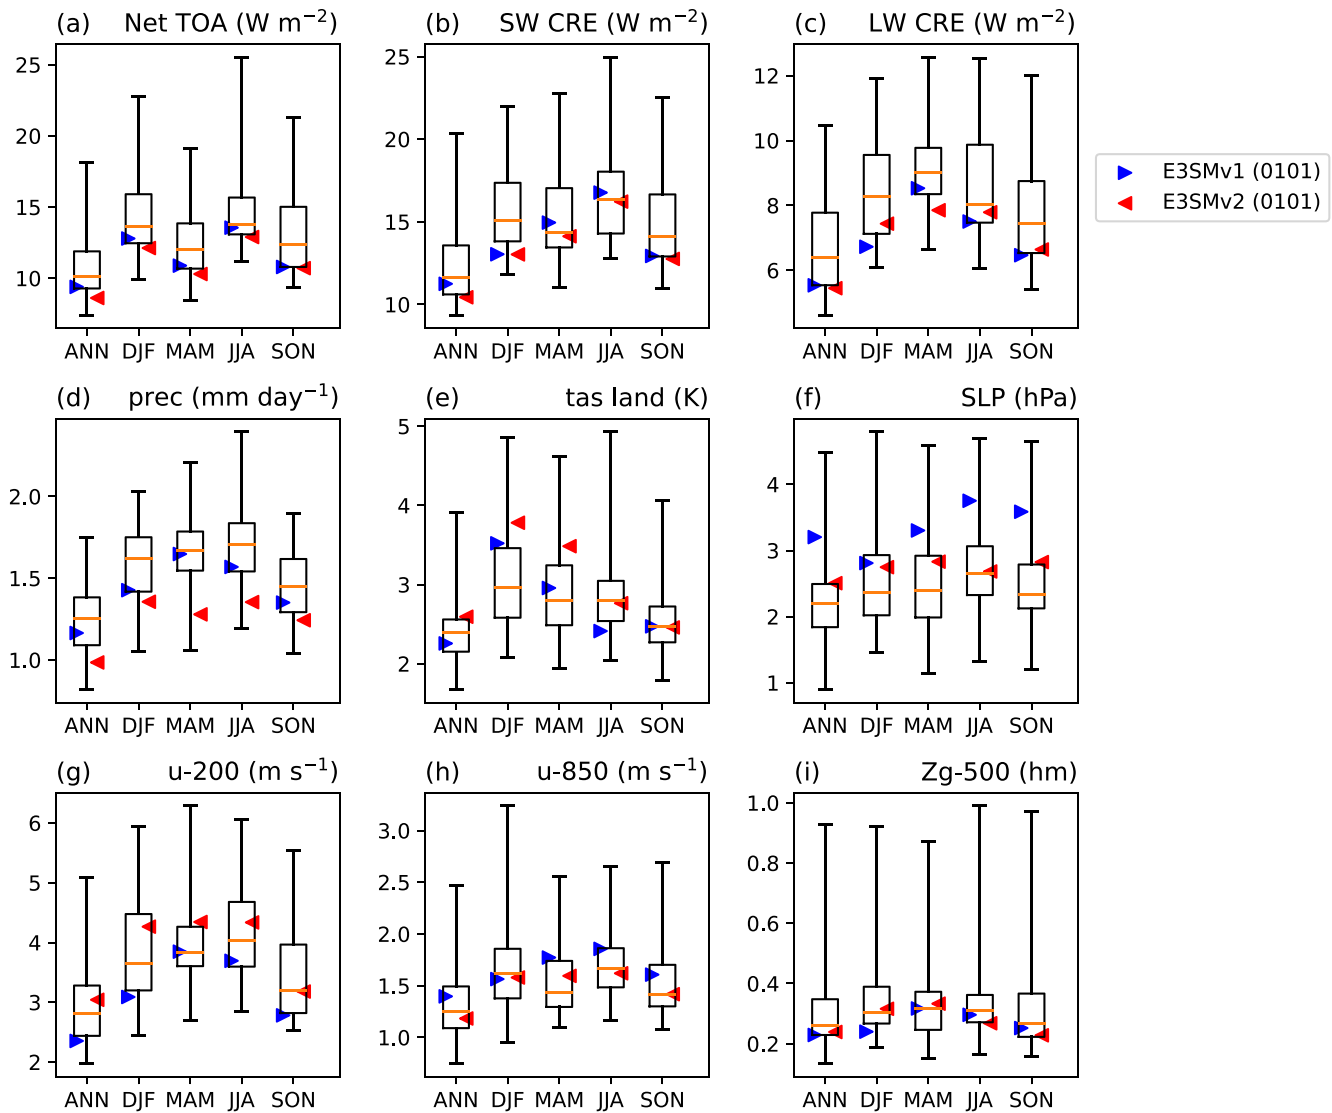 (a) Net TOA (W m⁻²)
(b) SW CRE (W m⁻²)
(c) LW CRE (W m⁻²)
25
20
15
10
ANN DJF MAM JJA SON
25
20
15
10
ANN DJF MAM JJA SON
12
10
8
6
ANN DJF MAM JJA SON
E3SMv1 (0101)
E3SMv2 (0101)
(d) prec (mm day⁻¹)
(e) tas land (K)
(f) SLP (hPa)
2.0
1.5
1.0
ANN DJF MAM JJA SON
5
4
3
2
ANN DJF MAM JJA SON
4
3
2
1
ANN DJF MAM JJA SON
(g) u-200 (m s⁻¹)
(h) u-850 (m s⁻¹)
(i) Zg-500 (hm)
6
5
4
3
2
ANN DJF MAM JJA SON
3.0
2.5
2.0
1.5
1.0
ANN DJF MAM JJA SON
1.0
0.8
0.6
0.4
0.2
ANN DJF MAM JJA SON